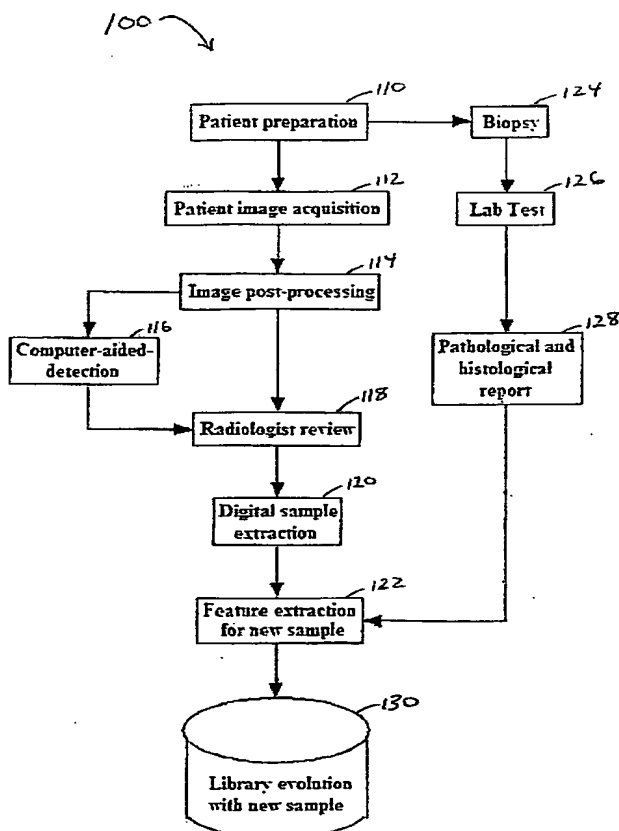 100
110
124
Patient preparation
Biopsy
112
126
Patient image acquisition
Lab Test
114
Image post-processing
116
128
Computer-aided-
detection
Pathological and
histological
report
118
Radiologist review
120
Digital sample
extraction
122
Feature extraction
for new sample
130
Library evolution
with new sample